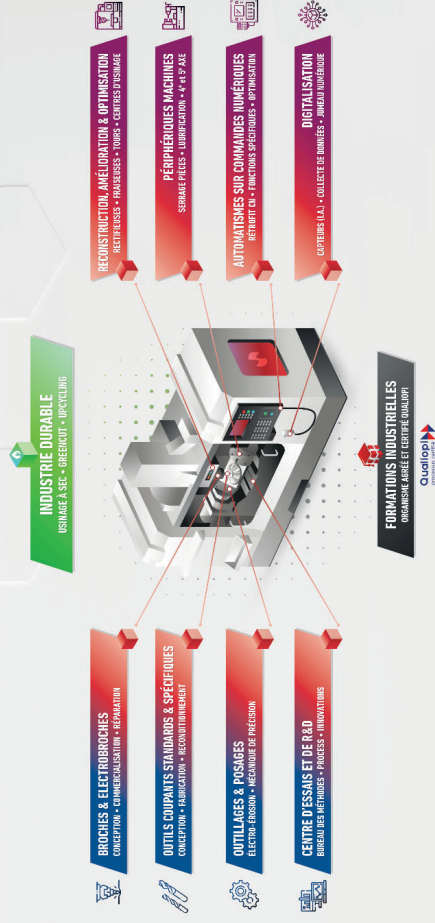 INDUSTRIE DURABLE
USINAGE À SEC • GREENCUT • UPCYCLING
BROCHES & ELECTROBROCHES
CONCEPTION • COMMERCIALISATION • RÉPARATION
OUTILS COUPANTS STANDARDS & SPÉCIFIQUES
CONCEPTION • FABRICATION • RECONDITIONNEMENT
OUTILLAGES & POSAGES
ÉLECTRO-ÉROSION • MÉCANIQUE DE PRÉCISION
CENTRE D'ESSAIS ET DE R&D
BUREAU DES MÉTHODES • PROCESS • INNOVATIONS
RECONSTRUCTION, AMÉLIORATION & OPTIMISATION
RECTIFIEUSES • FRAISEUSES • TOURS • CENTRES D'USINAGE
PÉRIPHÉRIQUES MACHINES
SERRAGE PIÈCES • LUBRIFICATION • 4° et 5° AXE
AUTOMATISMES SUR COMMANDES NUMÉRIQUES
RÉTROFIT CN • FONCTIONS SPÉCIFIQUES • OPTIMISATION
DIGITALISATION
CAPTEURS (I.A.) • COLLECTE DE DONNÉES • JUMEAU NUMÉRIQUE
FORMATIONS INDUSTRIELLES
ORGANISME AGRÉÉ ET CERTIFIÉ QUALIOPI
Qualiopi